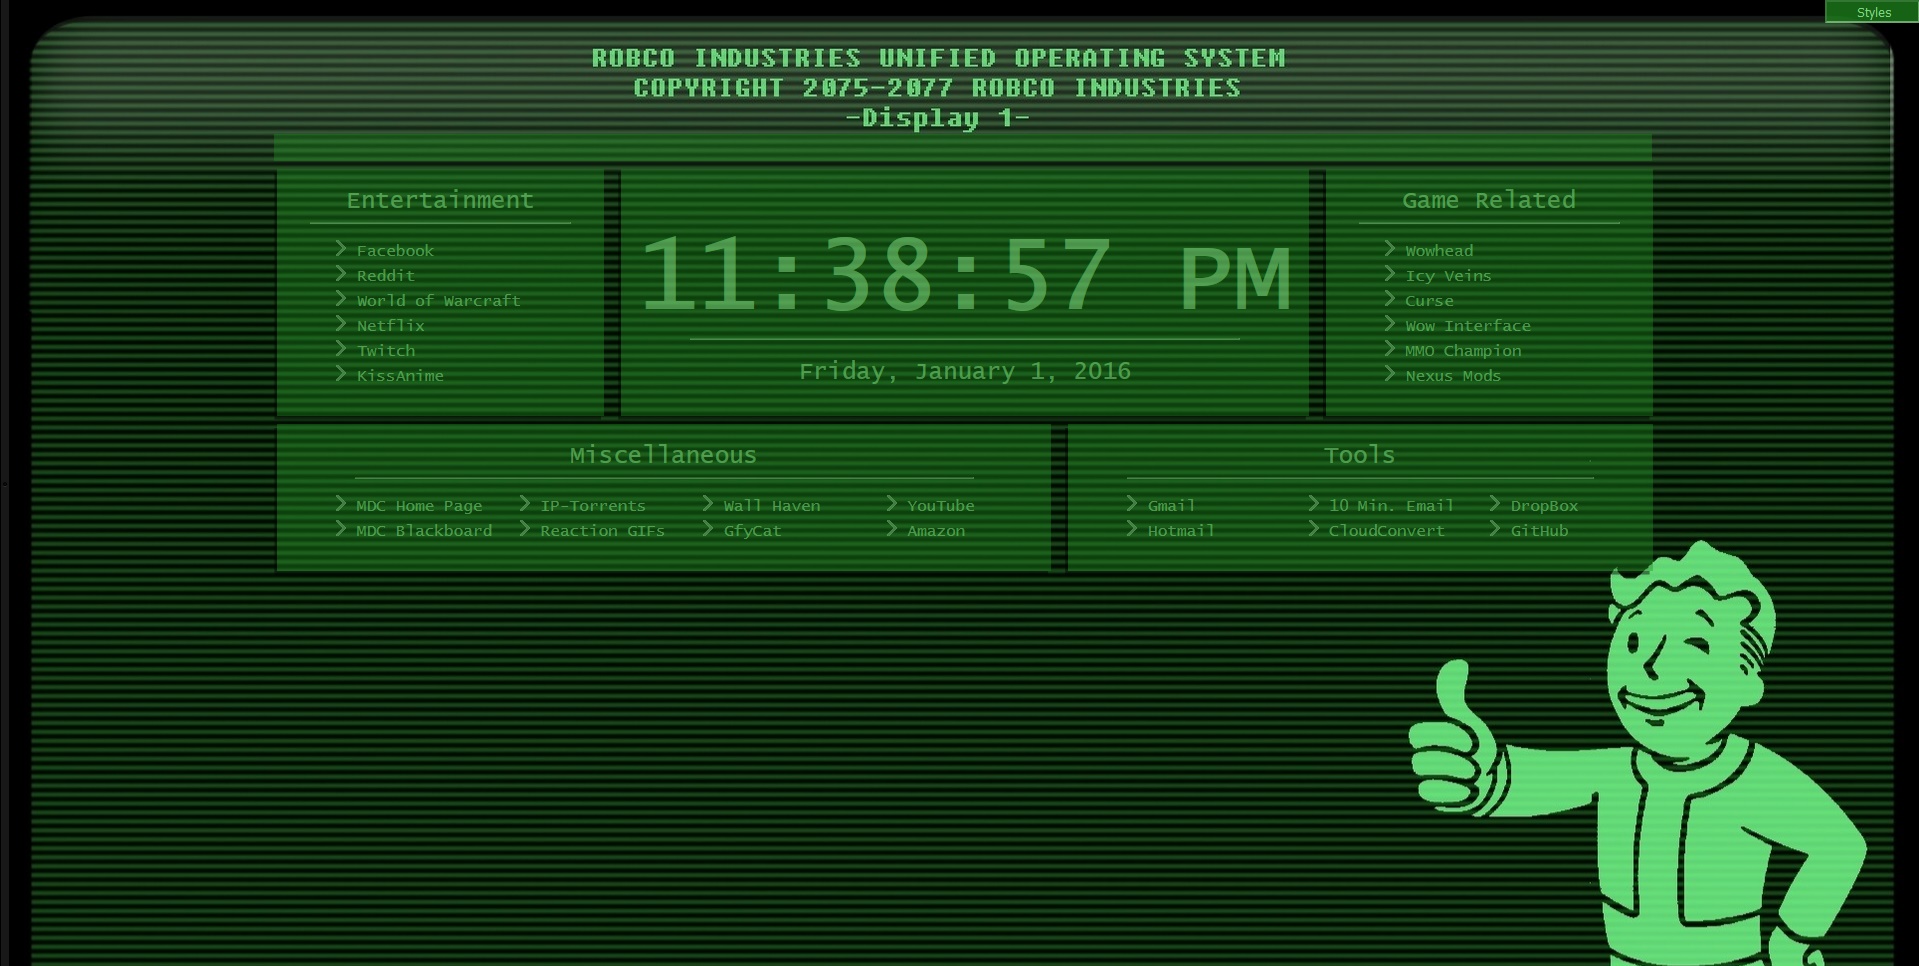 Styles
ROBCO INDUSTRIES UNIFIED OPERATING SYSTEM
COPYRIGHT 2075-2077 ROBCO INDUSTRIES
-Display 1-
Entertainment
> Facebook
> Reddit
> World of Warcraft
> Netflix
> Twitch
> KissAnime
11:38:57 PM
Friday, January 1, 2016
Game Related
> Wowhead
> Icy Veins
> Curse
> Wow Interface
> MMO Champion
> Nexus Mods
Miscellaneous
> MDC Home Page > IP-Torrents > Wall Haven > YouTube
> MDC Blackboard > Reaction GIFs > GfyCat > Amazon
Tools
> Gmail > 10 Min. Email > DropBox
> Hotmail > CloudConvert > GitHub